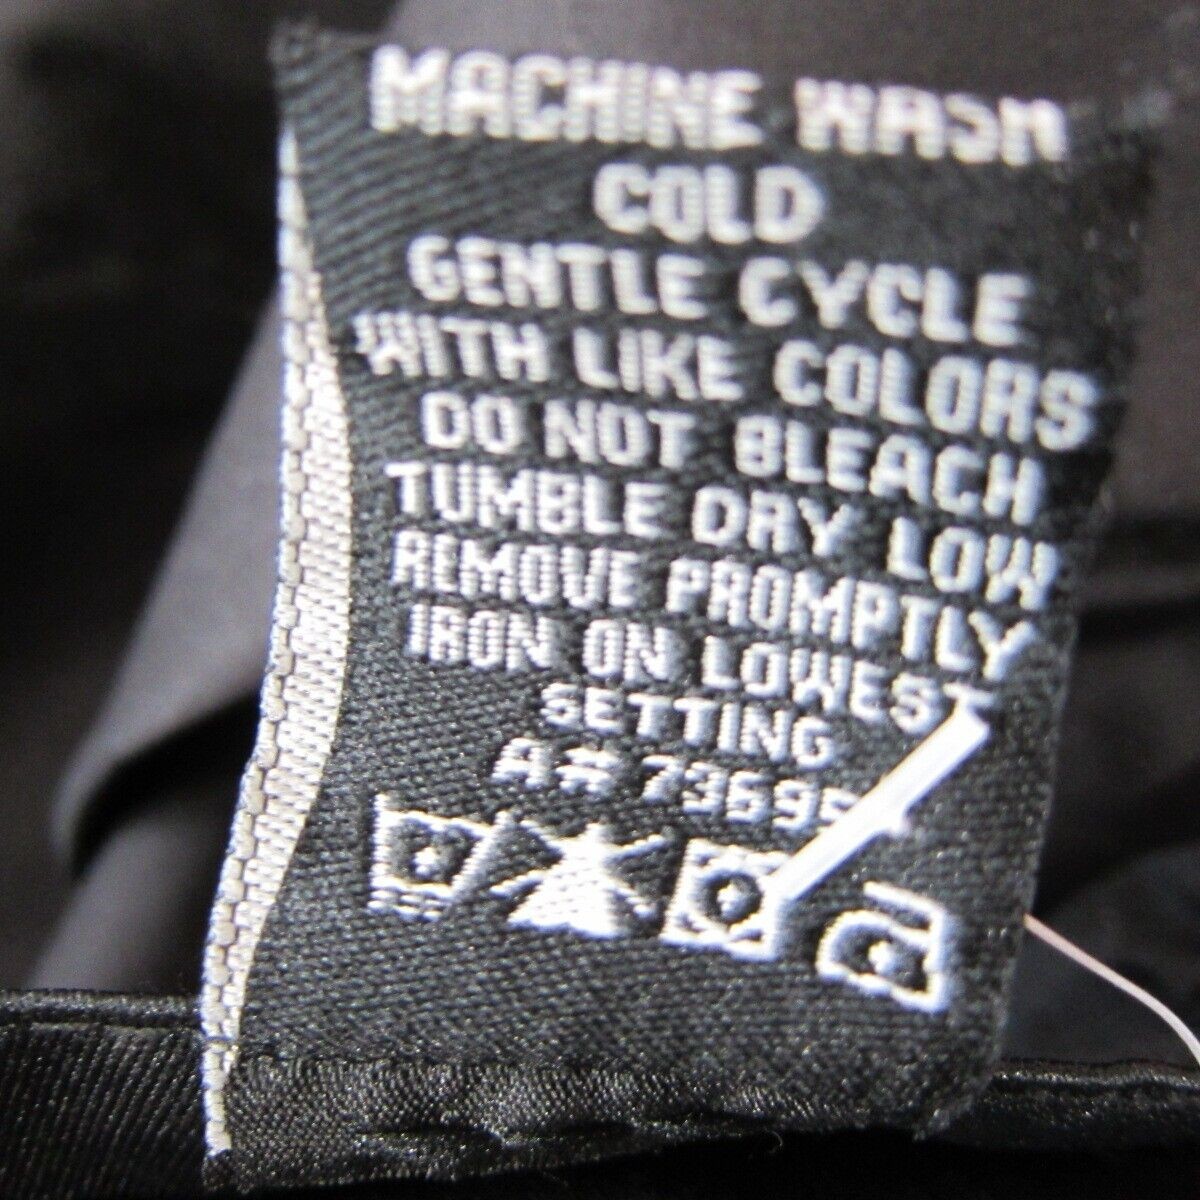 MACHINE WASH
COLD
GENTLE CYCLE
WITH LIKE COLORS
DO NOT BLEACH
TUMBLE DRY LOW
REMOVE PROMPTLY
IRON ON LOWEST
SETTING
A#